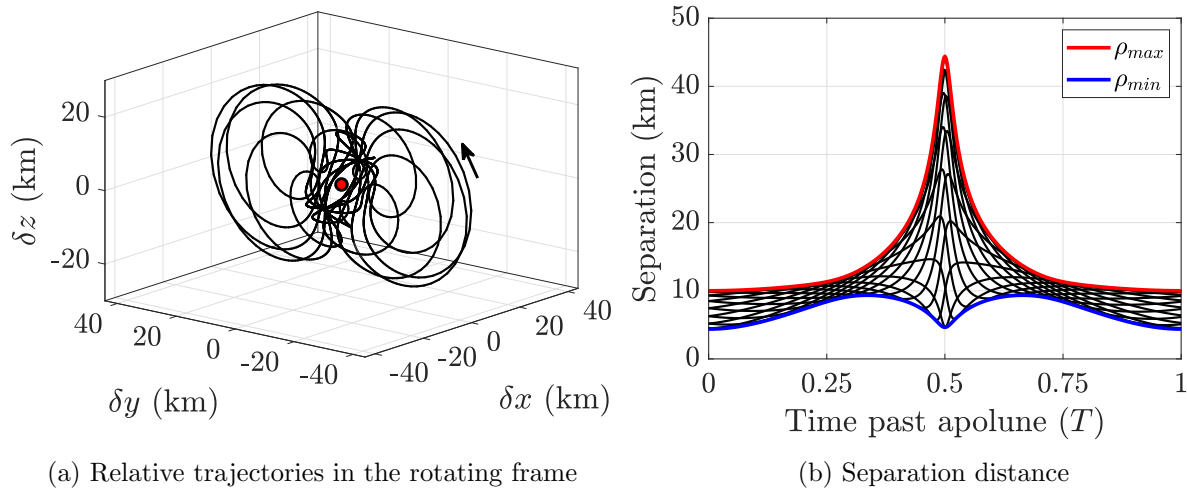 20
0
-20
δz (km)
40
20
0
-20
-40
δy (km)
-40
-20
0
20
40
δx (km)
(a) Relative trajectories in the rotating frame
50
40
30
20
10
0
Separation (km)
ρmax
ρmin
0
0.25
0.5
0.75
1
Time past apolune (T)
(b) Separation distance